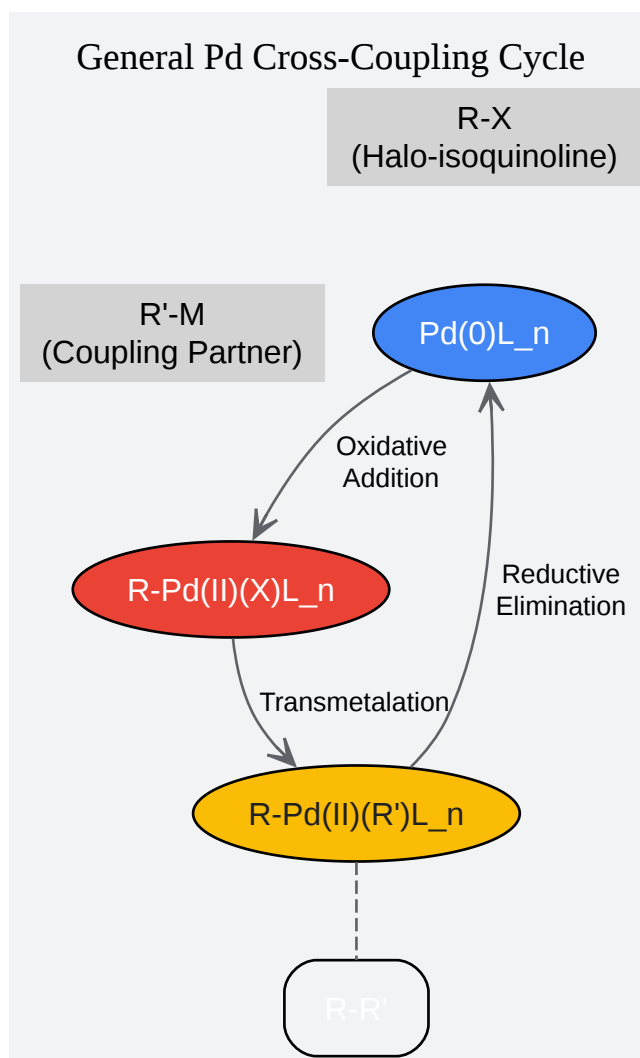 General Pd Cross-Coupling Cycle
R-X
(Halo-isoquinoline)
R'-M
(Coupling Partner)
Pd(0)L_n
Oxidative
Addition
R-Pd(II)(X)L_n
Reductive
Elimination
Transmetalation
R-Pd(II)(R')L_n
R-R'